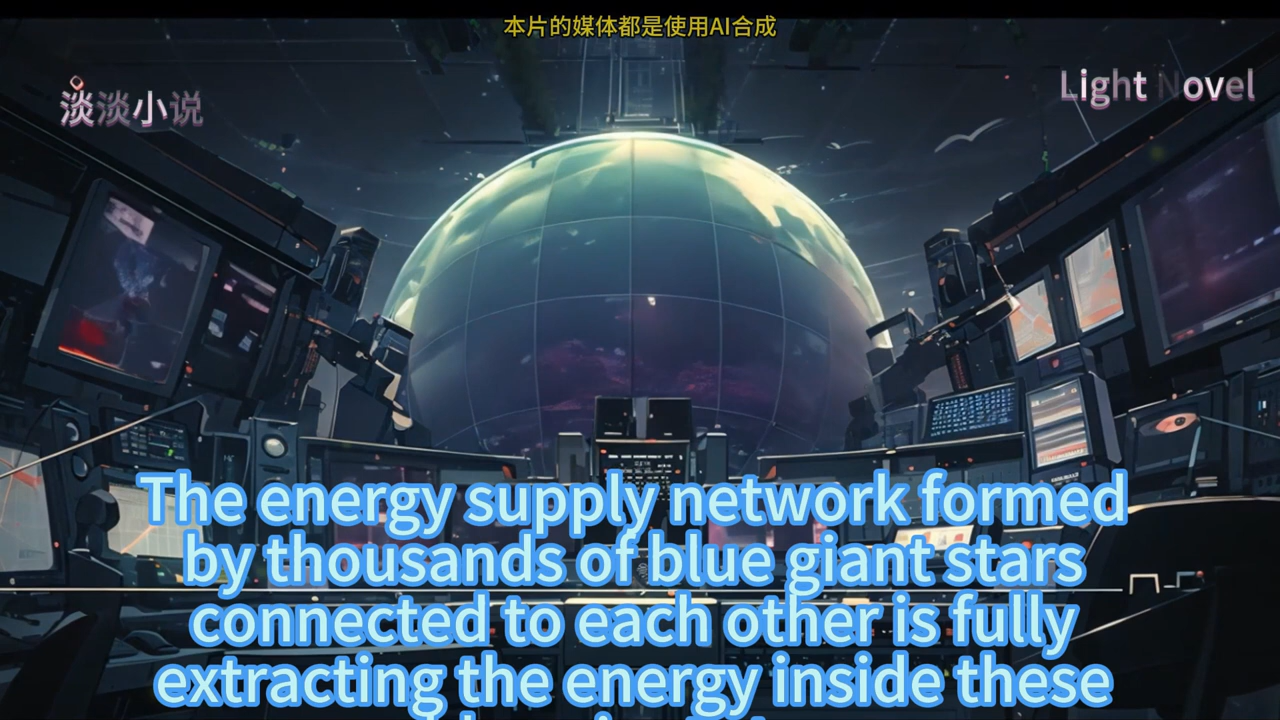 本片的媒体都是使用AI合成
淡淡小说
Light Novel
The energy supply network formed
by thousands of blue giant stars
connected to each other is fully
extracting the energy inside these